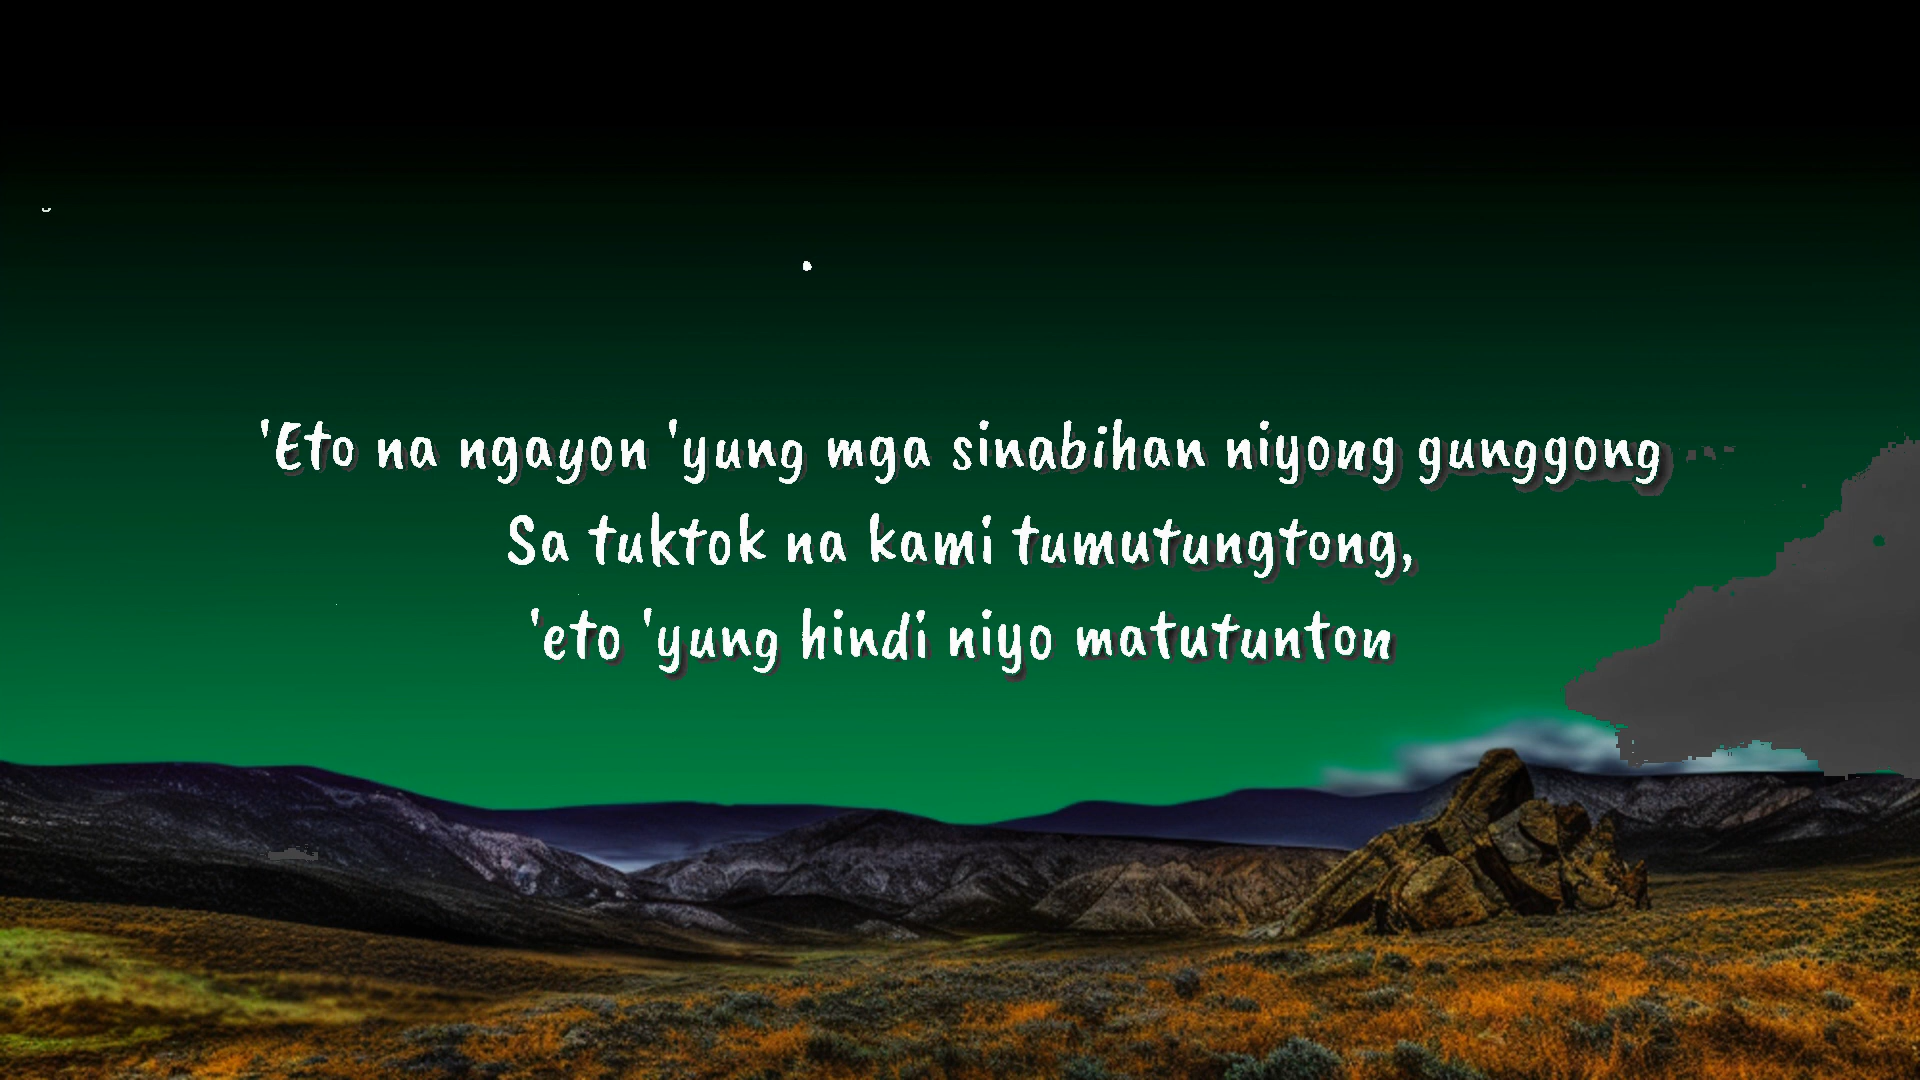 'Eto na ngayon 'yung mga sinabihan niyong gunggong
Sa tuktok na kami tumutungtong,
'eto 'yung hindi niyo matutunton